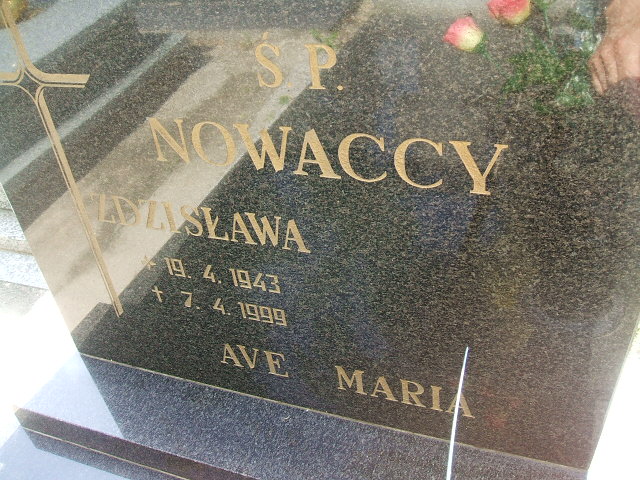 Ś. P.
NOWACCY
ZDZISŁAWA
* 19. 4. 1943
+ 7. 4. 1999
AVE MARIA